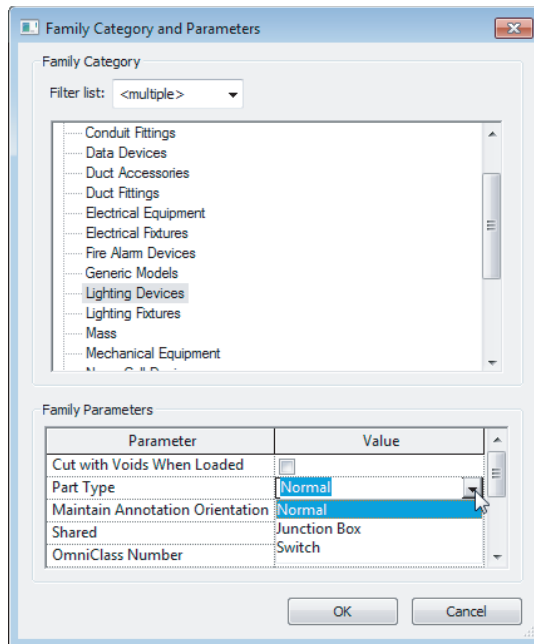 Family Category and Parameters
Family Category
Filter list: <multiple>
Conduit Fittings
Data Devices
Duct Accessories
Duct Fittings
Electrical Equipment
Electrical Fixtures
Fire Alarm Devices
Generic Models
Lighting Devices
Lighting Fixtures
Mass
Mechanical Equipment
Family Parameters
Parameter Value
Cut with Voids When Loaded
Part Type Normal
Maintain Annotation Orientation Normal
Shared Junction Box
Switch
OmniClass Number
OK Cancel